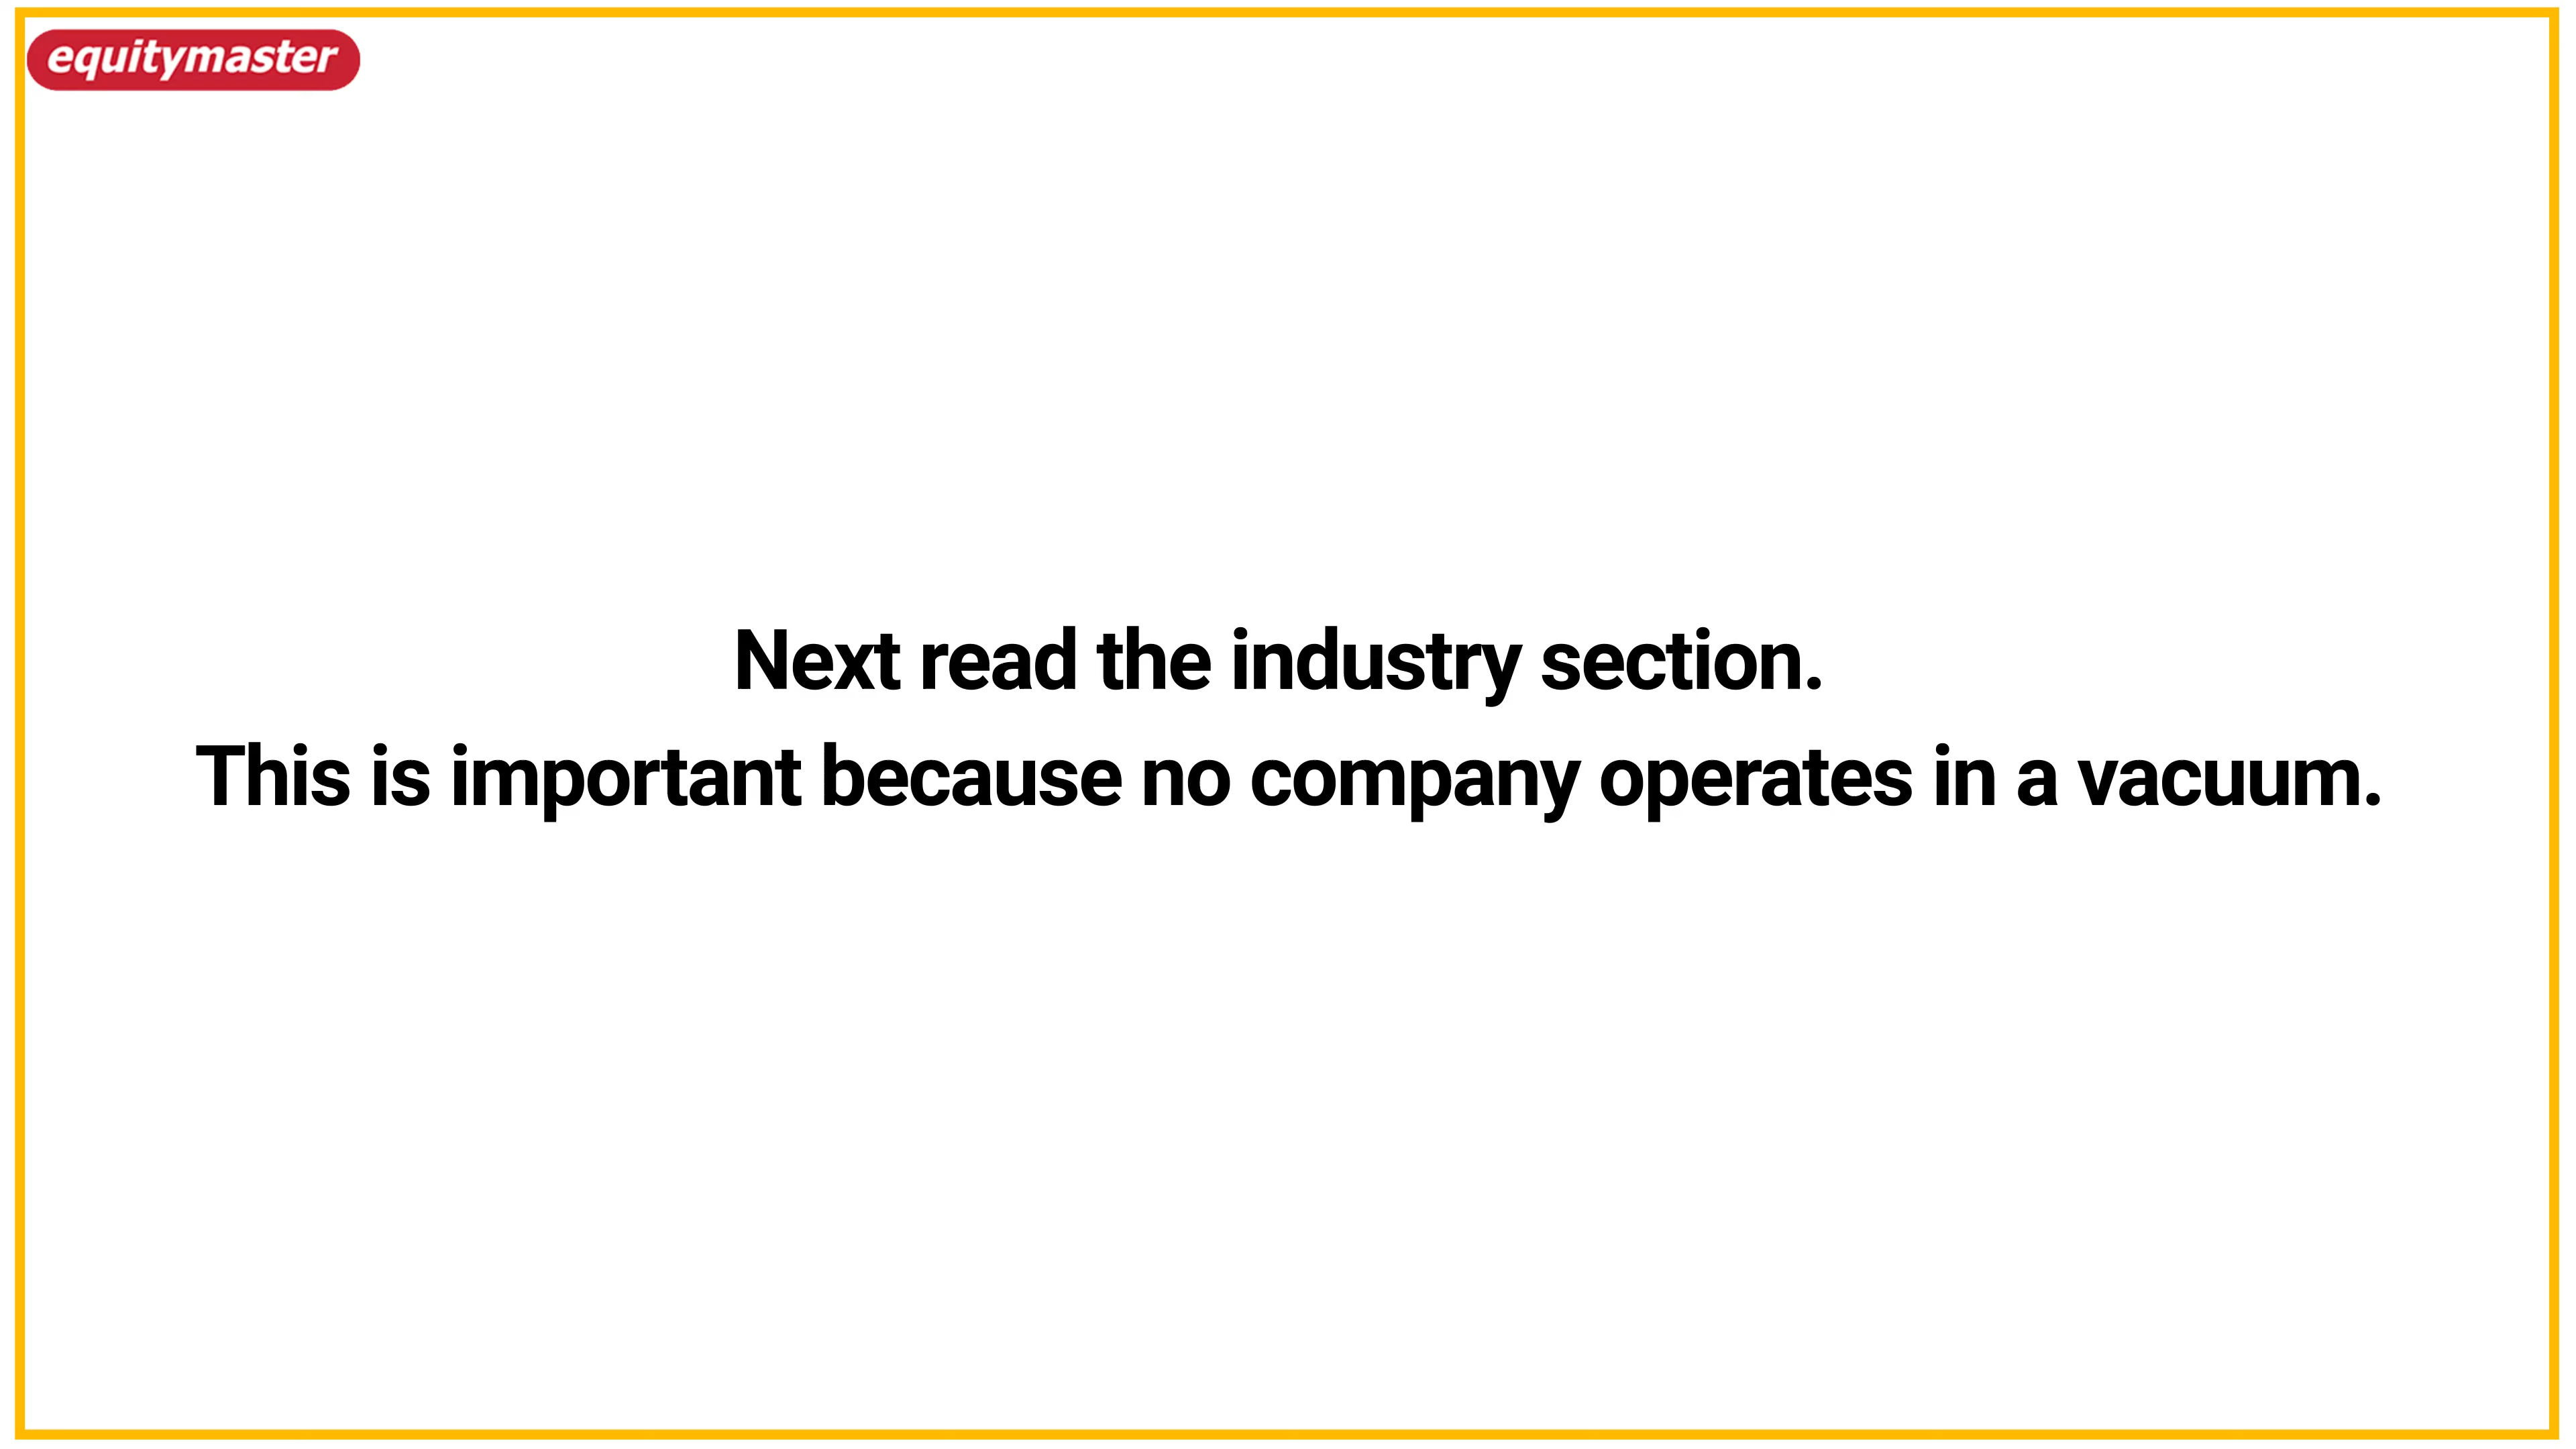 equitymaster
Next read the industry section.
This is important because no company operates in a vacuum.